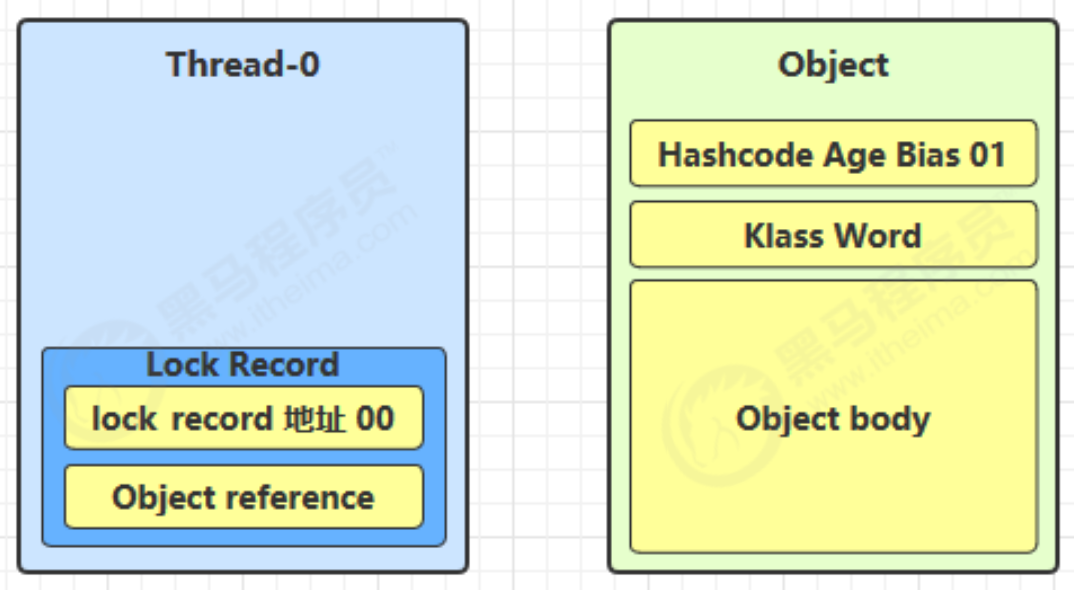 Thread-0
Lock Record
lock record 地址 00
Object reference
Object
Hashcode Age Bias 01
Klass Word
Object body
黑马程序员
www.itheima.com
黑马程序员
www.itheima.com